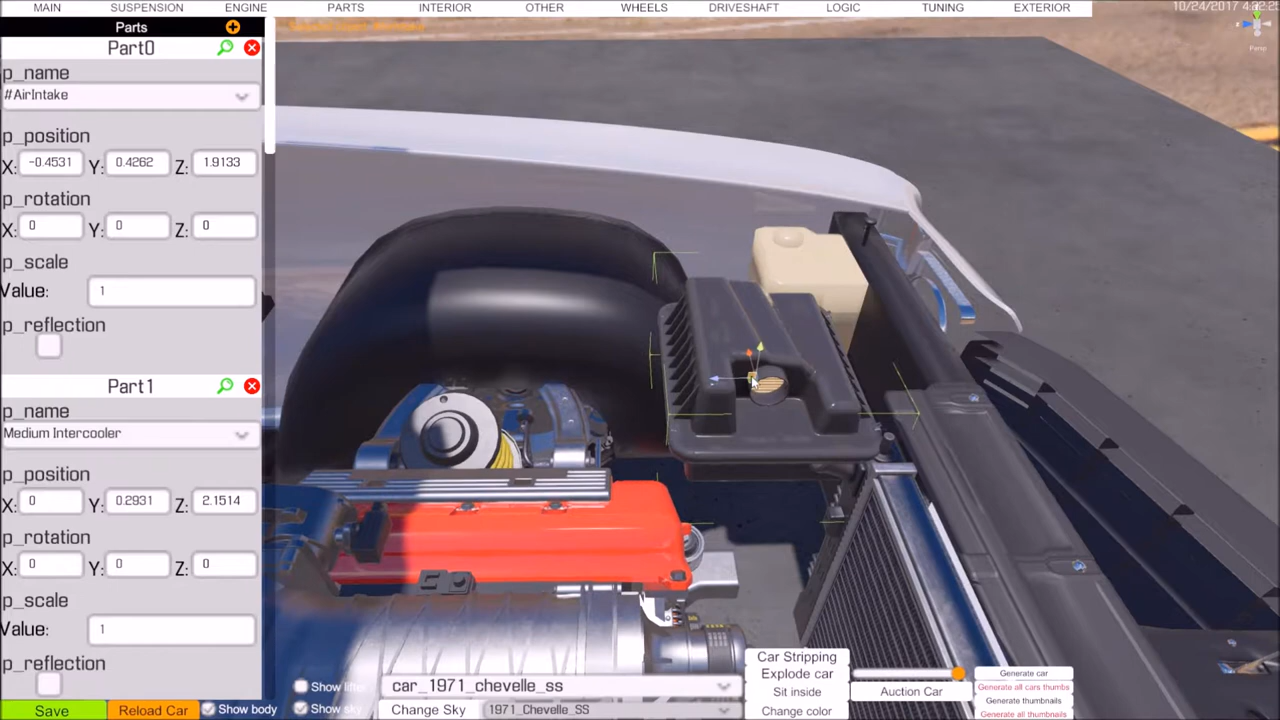 MAIN SUSPENSION ENGINE PARTS INTERIOR OTHER WHEELS DRIVESHAFT LOGIC TUNING EXTERIOR
Parts
Part0
p_name
#AirIntake
p_position
X: -0.4531 Y: 0.4262 Z: 1.9133
p_rotation
X: 0 Y: 0 Z: 0
p_scale
Value: 1
p_reflection
Part1
p_name
Medium Intercooler
p_position
X: 0 Y: 0.2931 Z: 2.1514
p_rotation
X: 0 Y: 0 Z: 0
p_scale
Value: 1
p_reflection
Save
Reload Car
Show body
Show
Show
car_1971_chevelle_ss
Change Sky
1971_Chevelle_SS
Car Stripping
Explode car
Sit inside
Change color
Auction Car
Generate car
Generate all cars thumbs
Generate thumbnails
Generate all thumbnails
10/24/2017
Persp